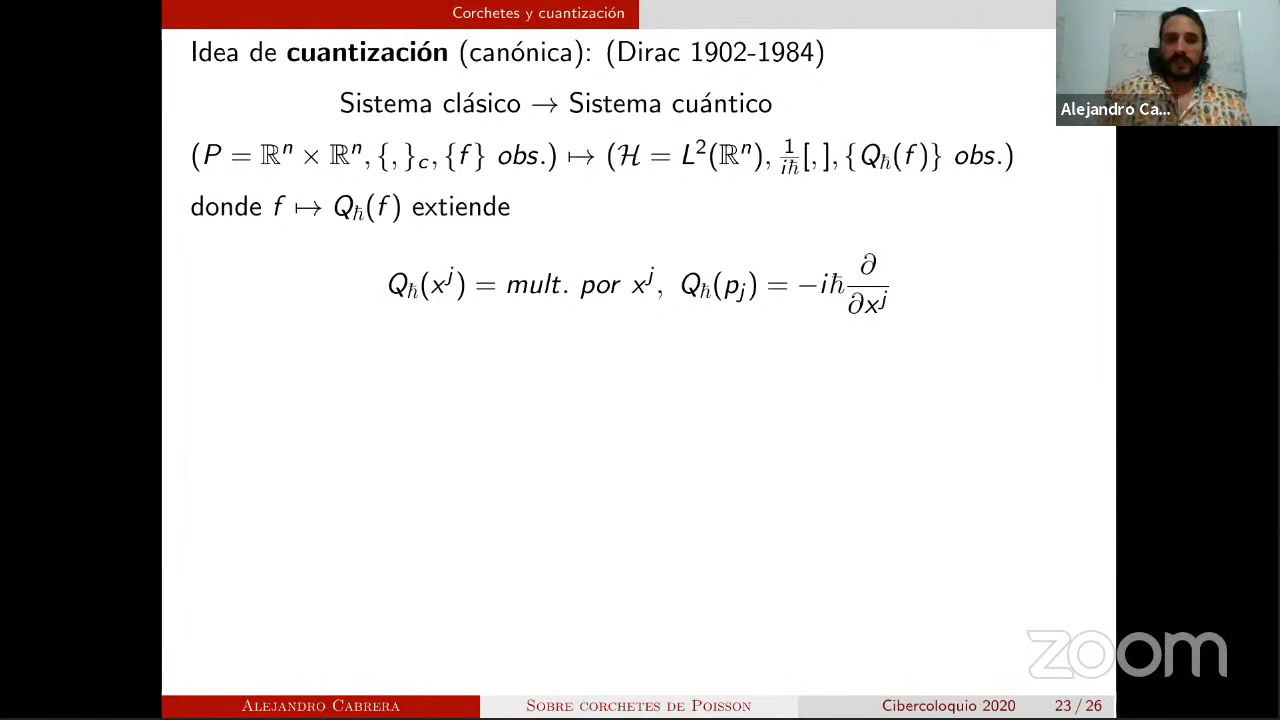 Corchetes y cuantización
Idea de cuantización (canónica): (Dirac 1902-1984)
Sistema clásico → Sistema cuántico
(P = ℝⁿ × ℝⁿ, {,}_c, {f} obs.) ↦ (ℋ = L²(ℝⁿ), 1/iħ [,], {Q_ħ(f)} obs.)
donde f ↦ Q_ħ(f) extiende
Q_ħ(x^j) = mult. por x^j, Q_ħ(p_j) = −iħ ∂/∂x^j
Alejandro Ca...
zoom
Alejandro Cabrera
Sobre corchetes de Poisson
Cibercoloquio 2020
23 / 26